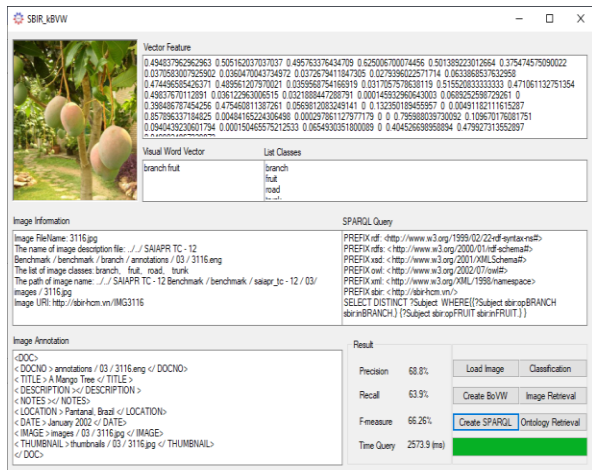 SBIR_kBVW
Vector Feature
0.494837962962963 0.505162037037037 0.495763376434709 0.625006700074456 0.501389223012664 0.375474575090022
0.0370583007925902 0.0360470043734972 0.0372679411847305 0.0279396022571714 0.0633868537632958
0.474496585426371 0.489561207970021 0.0359568754166919 0.0317057578638119 0.515520833333333 0.471061132751354
0.49837670112891 0.03612296306515 0.0321888447288791 0.000145932960643003 0.0689252598729261 0
0.398486787454256 0.475460811387261 0.0569812083249141 0 0.132350189455957 0 0.00491182111615287
0.857896337184825 0.00484165224306498 0.000297861127977179 0 0 0.795988039730092 0.109670176081751
0.0940439230601794 0.000150465575212533 0.0654930351800089 0 0.404526698958894 0.479927313552897
Visual Word Vector
List Classes
branch fruit
branch
fruit
road
Image Information
Image FileName: 3116.jpg
The name of image description file: ../../ SAIAPR TC - 12
Benchmark / benchmark / branch / annotations / 03 / 3116.eng
The list of image classes: branch, fruit, road, trunk
The path of image name: ../../ SAIAPR TC - 12 Benchmark / benchmark / saiapr_tc - 12 / 03/
images / 3116.jpg
Image URI: http://sbir-hcm.vn/IMG3116
SPARQL Query
PREFIX rdf: <http://www.w3.org/1999/02/22-rdf-syntax-ns#>
PREFIX rdfs: < http://www.w3.org/2000/01/rdf-schema#>
PREFIX xsd: < http://www.w3.org/2001/XMLSchema#>
PREFIX owl: < http://www.w3.org/2002/07/owl#>
PREFIX xml: < http://www.w3.org/XML/1998/namespace>
PREFIX sbir: < http://sbir-hcm.vn/>
SELECT DISTINCT ?Subject WHERE{{?Subject sbir:opBRANCH
sbir:inBRANCH.} {?Subject sbir:opFRUIT sbir:inFRUIT.} }
Image Annotation
<DOC>
< DOCNO > annotations / 03 / 3116.eng </ DOCNO>
< TITLE > A Mango Tree </ TITLE >
< DESCRIPTION ></ DESCRIPTION >
< NOTES ></ NOTES>
< LOCATION > Pantanal, Brazil </ LOCATION>
< DATE > January 2002 </ DATE>
< IMAGE > images / 03 / 3116.jpg </ IMAGE>
< THUMBNAIL > thumbnails / 03 / 3116.jpg </ THUMBNAIL>
</ DOC>
Result
Precision 68.8% Load Image Classification
Recall 63.9% Create BoVW Image Retrieval
F-measure 66.26% Create SPARQL Ontology Retrieval
Time Query 2573.9 (ms)